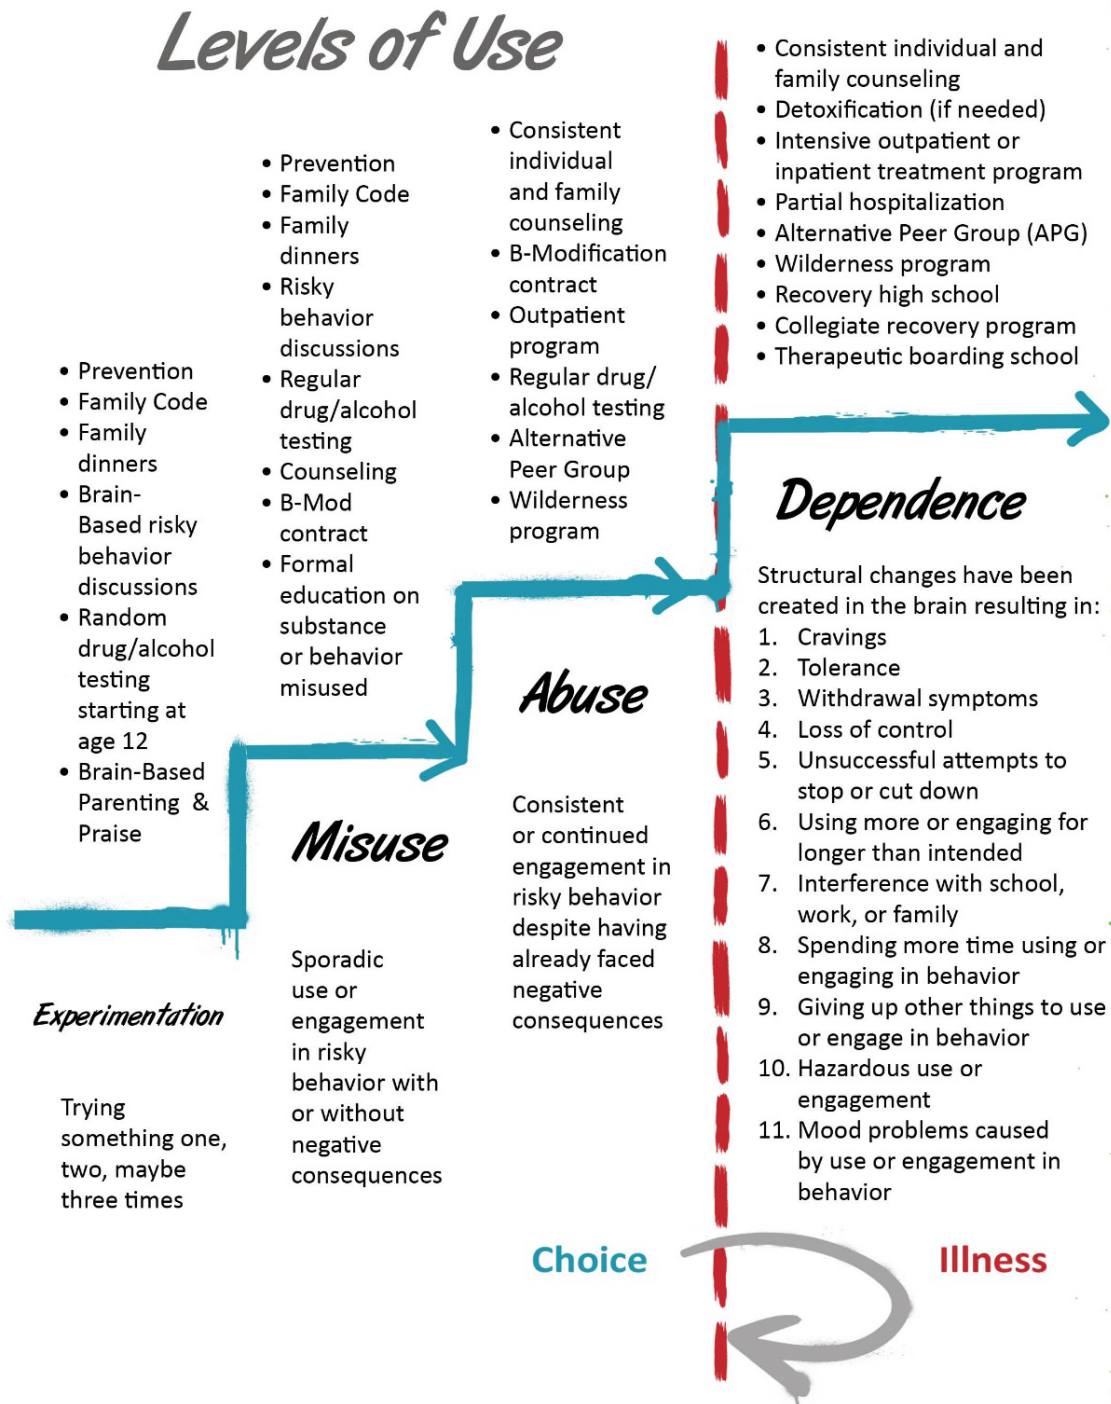 Levels of Use
• Prevention
• Family Code
• Family
dinners
• Brain-
Based risky
behavior
discussions
• Random
drug/alcohol
testing
starting at
age 12
• Brain-Based
Parenting &
Praise
Experimentation
Trying
something one,
two, maybe
three times
• Prevention
• Family Code
• Family
dinners
• Risky
behavior
discussions
• Regular
drug/alcohol
testing
• Counseling
• B-Mod
contract
• Formal
education on
substance
or behavior
misused
Misuse
Sporadic
use or
engagement
in risky
behavior with
or without
negative
consequences
• Consistent
individual
and family
counseling
• B-Modification
contract
• Outpatient
program
• Regular drug/
alcohol testing
• Alternative
Peer Group
• Wilderness
program
Abuse
Consistent
or continued
engagement in
risky behavior
despite having
already faced
negative
consequences
• Consistent individual and
family counseling
• Detoxification (if needed)
• Intensive outpatient or
inpatient treatment program
• Partial hospitalization
• Alternative Peer Group (APG)
• Wilderness program
• Recovery high school
• Collegiate recovery program
• Therapeutic boarding school
Dependence
Structural changes have been
created in the brain resulting in:
1. Cravings
2. Tolerance
3. Withdrawal symptoms
4. Loss of control
5. Unsuccessful attempts to
stop or cut down
6. Using more or engaging for
longer than intended
7. Interference with school,
work, or family
8. Spending more time using or
engaging in behavior
9. Giving up other things to use
or engage in behavior
10. Hazardous use or
engagement
11. Mood problems caused
by use or engagement in
behavior
Choice
Illness